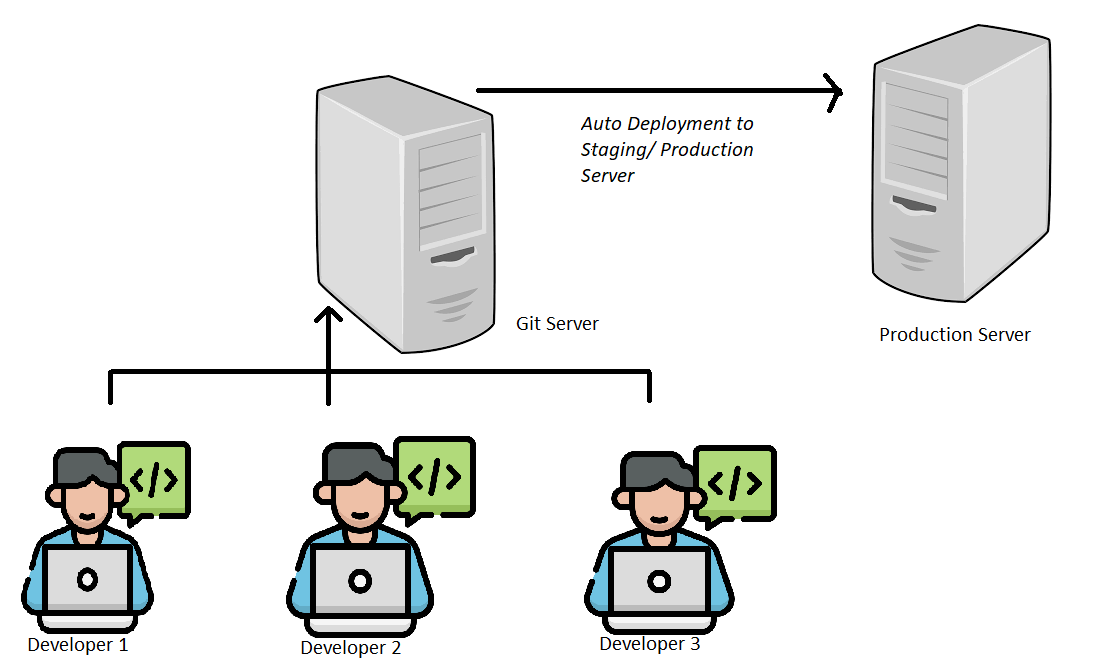 Auto Deployment to
Staging/ Production
Server
Git Server
Production Server
</>
</>
</>
Developer 1
Developer 2
Developer 3